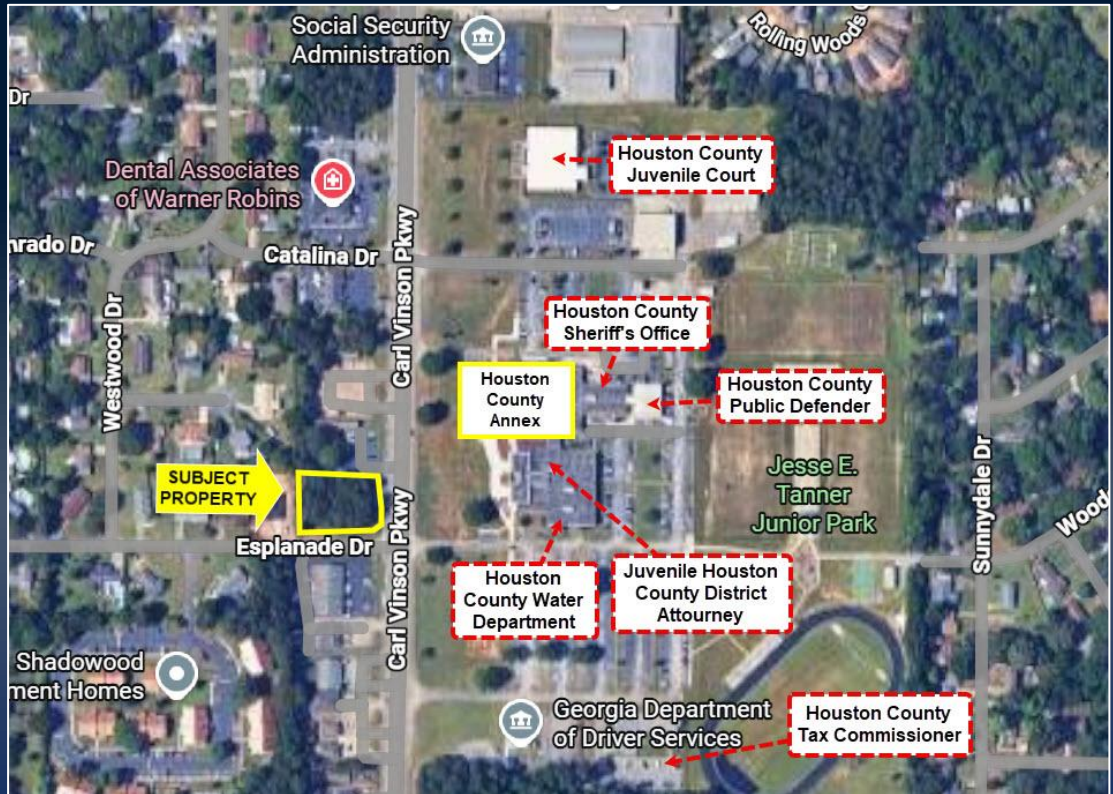 Rolling Woods
Social Security
Administration
Dr
Houston County
Juvenile Court
Dental Associates
of Warner Robins
Carl Vinson Pkwy
nrado Dr
Catalina Dr
Westwood Dr
Houston County
Sheriff's Office
Houston
County
Annex
Houston County
Public Defender
SUBJECT
PROPERTY
Jesse E.
Tanner
Junior Park
Sunnydale Dr
Wood
Esplanade Dr
Carl Vinson Pkwy
Houston
County Water
Department
Juvenile Houston
County District
Attourney
Shadowood
ment Homes
Georgia Department
of Driver Services
Houston County
Tax Commissioner